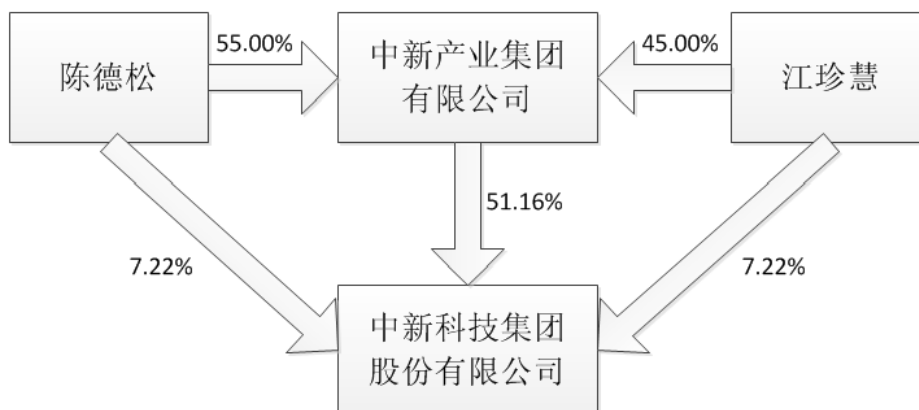 55.00%
中新产业集团
有限公司
45.00%
陈德松
江珍慧
51.16%
7.22%
7.22%
中新科技集团
股份有限公司